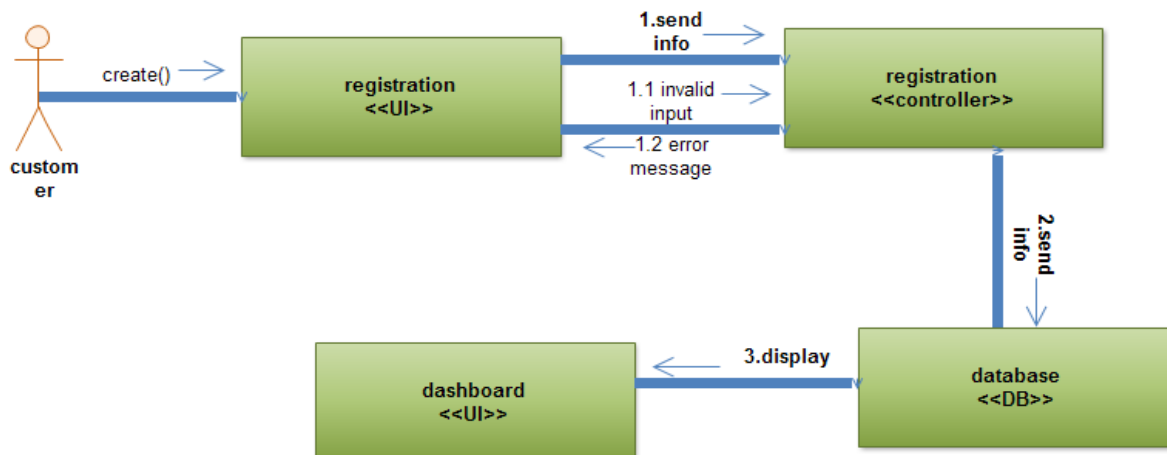 create()
custom
er
registration
<<UI>>
1.send
info
1.1 invalid
input
1.2 error
message
registration
<<controller>>
2.send
info
3.display
dashboard
<<UI>>
database
<<DB>>